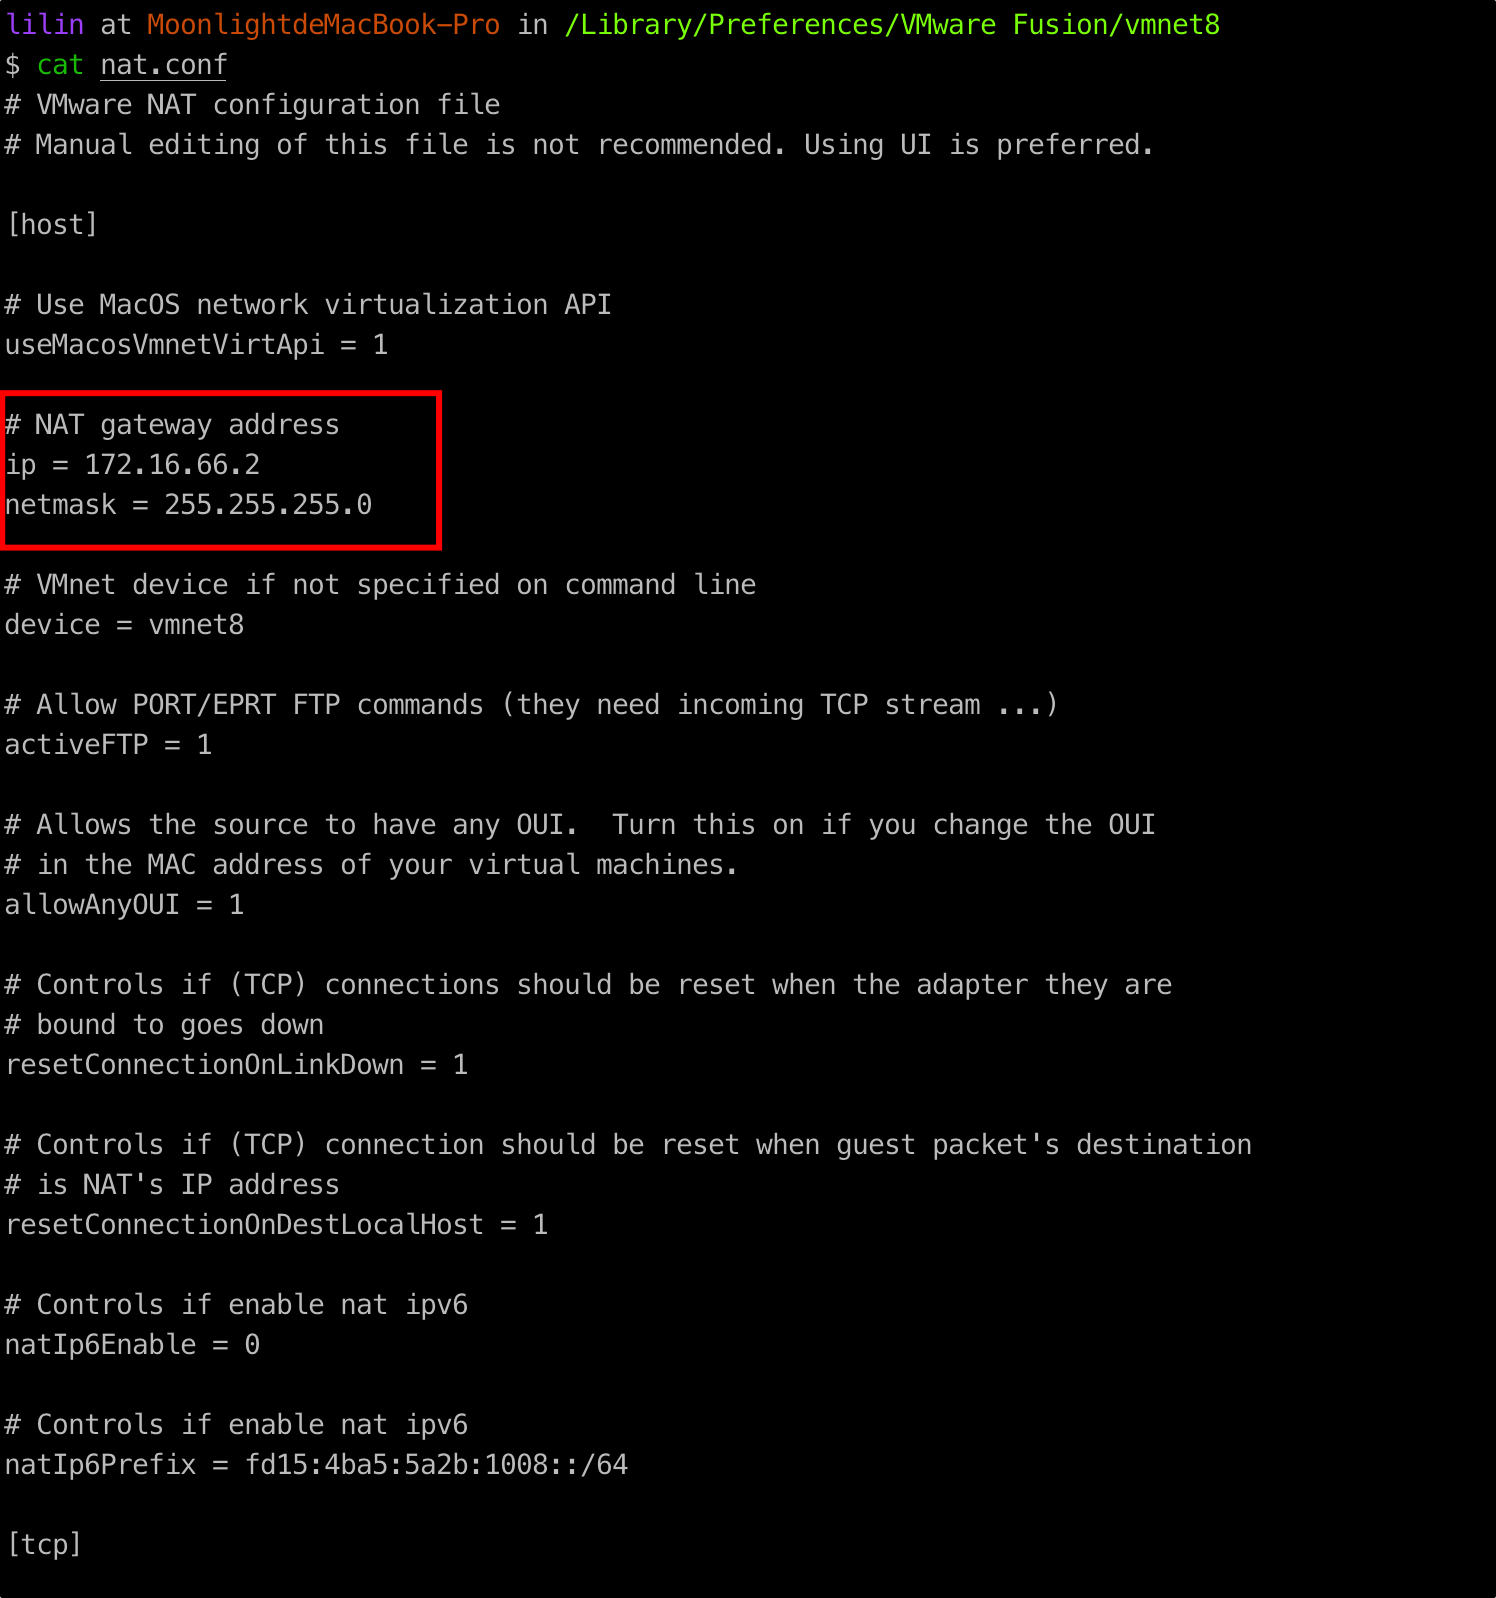 lilin at MoonlightdeMacBook-Pro in /Library/Preferences/VMware Fusion/vmnet8
$ cat nat.conf
# VMware NAT configuration file
# Manual editing of this file is not recommended. Using UI is preferred.
[host]
# Use MacOS network virtualization API
useMacosVmnetVirtApi = 1
# NAT gateway address
ip = 172.16.66.2
netmask = 255.255.255.0
# VMnet device if not specified on command line
device = vmnet8
# Allow PORT/EPRT FTP commands (they need incoming TCP stream ...)
activeFTP = 1
# Allows the source to have any OUI.  Turn this on if you change the OUI
# in the MAC address of your virtual machines.
allowAnyOUI = 1
# Controls if (TCP) connections should be reset when the adapter they are
# bound to goes down
resetConnectionOnLinkDown = 1
# Controls if (TCP) connection should be reset when guest packet's destination
# is NAT's IP address
resetConnectionOnDestLocalHost = 1
# Controls if enable nat ipv6
natIp6Enable = 0
# Controls if enable nat ipv6
natIp6Prefix = fd15:4ba5:5a2b:1008::/64
[tcp]